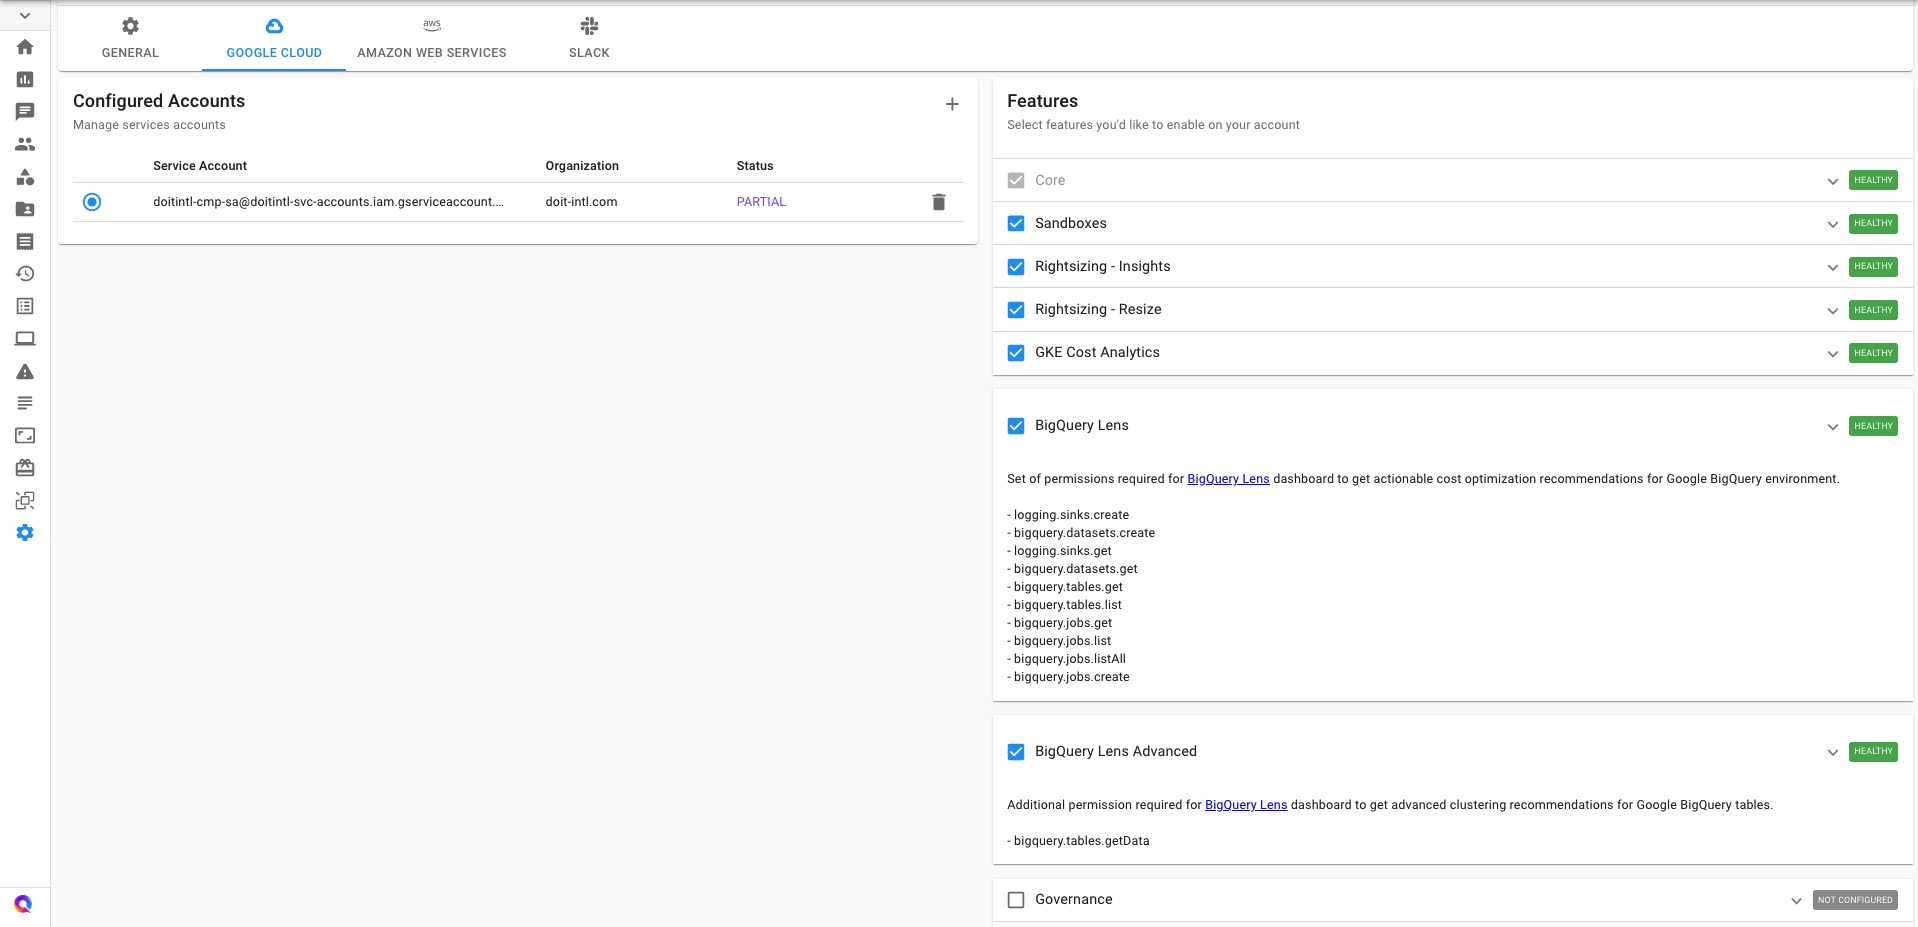 GENERAL
GOOGLE CLOUD
aws
AMAZON WEB SERVICES
SLACK
Configured Accounts
Manage services accounts
Service Account Organization Status
doitintl-cmp-sa@doitintl-svc-accounts.iam.gserviceaccount.... doit-intl.com PARTIAL
Features
Select features you'd like to enable on your account
Core HEALTHY
Sandboxes HEALTHY
Rightsizing - Insights HEALTHY
Rightsizing - Resize HEALTHY
GKE Cost Analytics HEALTHY
BigQuery Lens HEALTHY
Set of permissions required for BigQuery Lens dashboard to get actionable cost optimization recommendations for Google BigQuery environment.
- logging.sinks.create
- bigquery.datasets.create
- logging.sinks.get
- bigquery.datasets.get
- bigquery.tables.get
- bigquery.tables.list
- bigquery.jobs.get
- bigquery.jobs.list
- bigquery.jobs.listAll
- bigquery.jobs.create
BigQuery Lens Advanced HEALTHY
Additional permission required for BigQuery Lens dashboard to get advanced clustering recommendations for Google BigQuery tables.
- bigquery.tables.getData
Governance NOT CONFIGURED